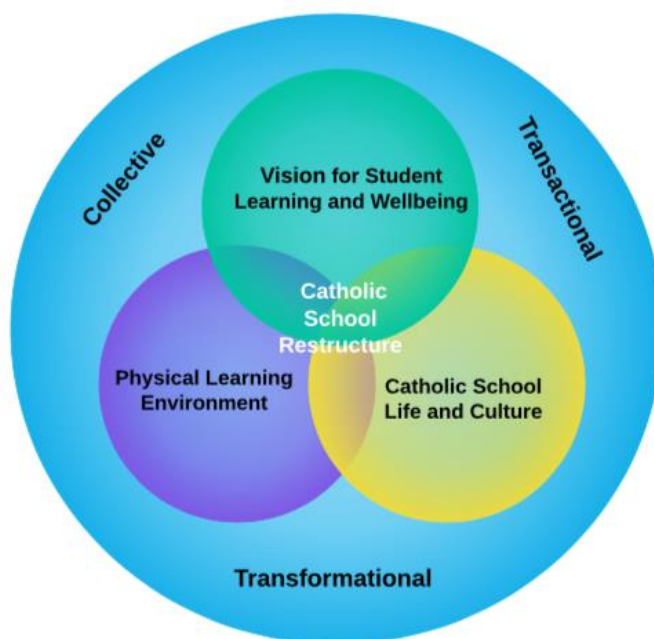 Collective
Transactional
Vision for Student
Learning and Wellbeing
Catholic
School
Restructure
Physical Learning
Environment
Catholic School
Life and Culture
Transformational